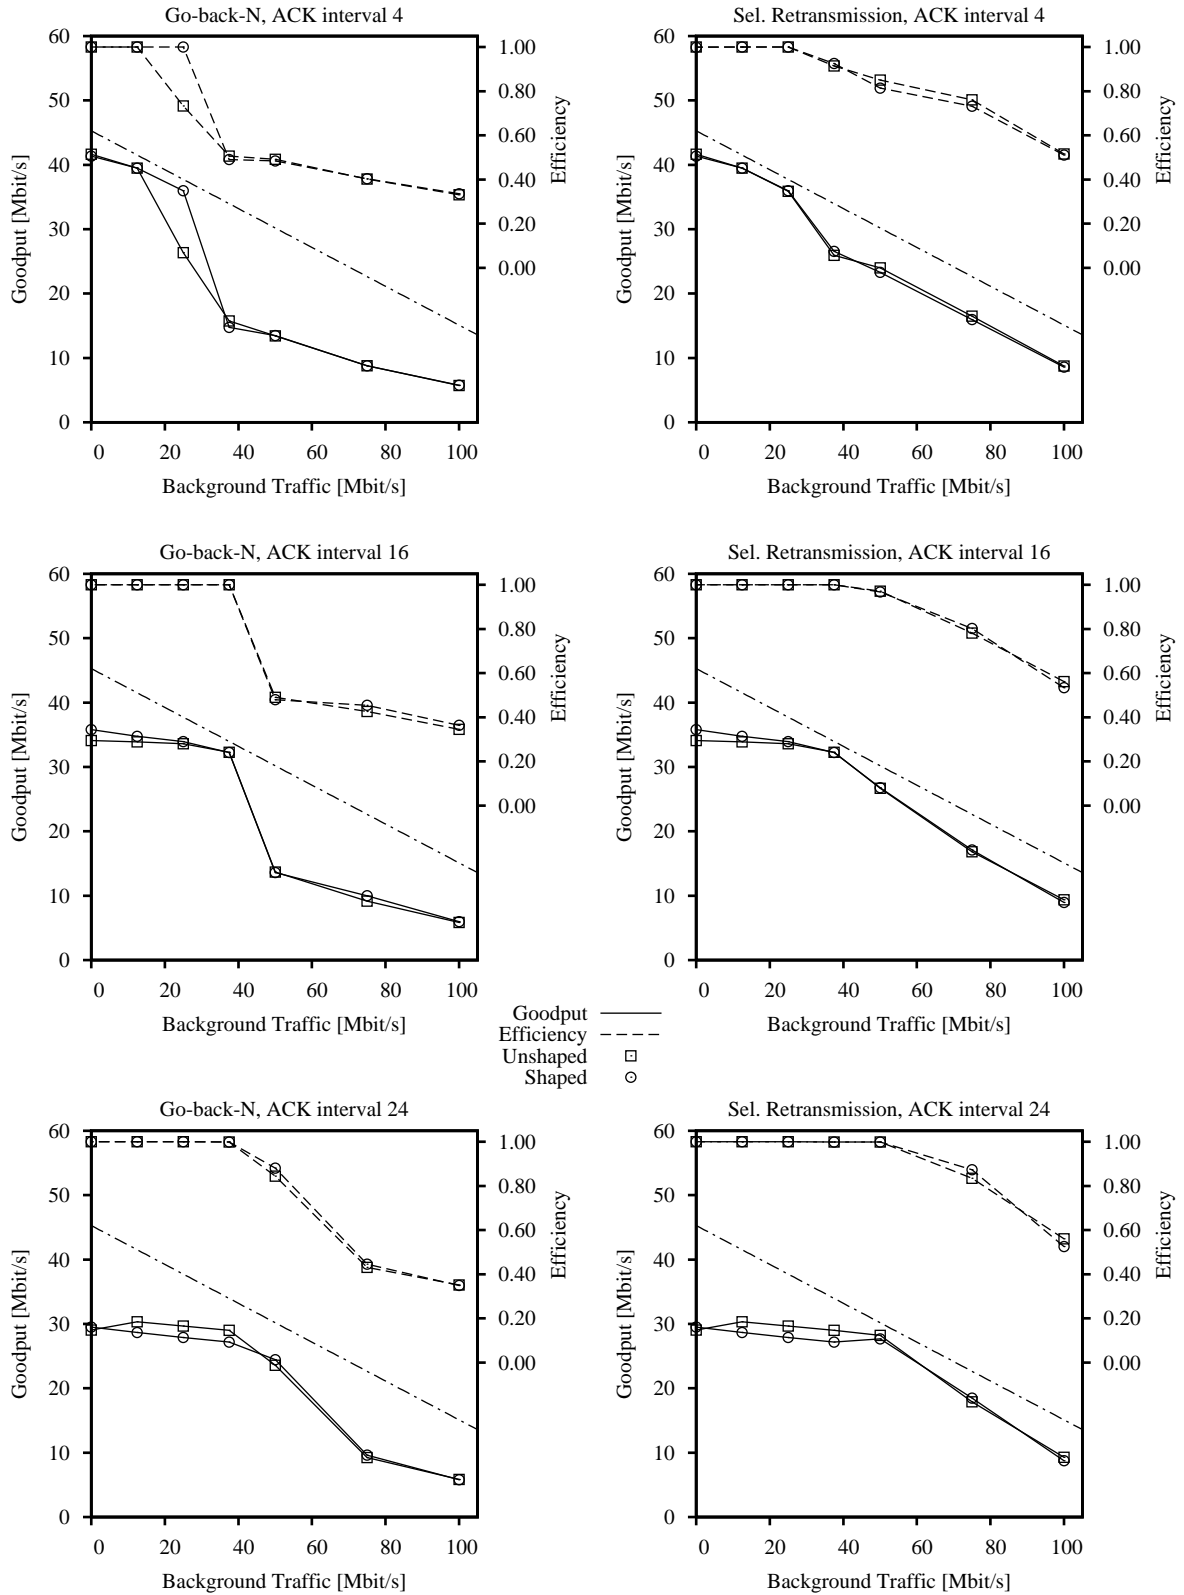 Go-back-N, ACK interval 4
60
50
40
30
20
10
0
Goodput [Mbit/s]
1.00
0.80
0.60
0.40
0.20
0.00
Efficiency
0 20 40 60 80 100
Background Traffic [Mbit/s]
Sel. Retransmission, ACK interval 4
60
50
40
30
20
10
0
Goodput [Mbit/s]
1.00
0.80
0.60
0.40
0.20
0.00
Efficiency
0 20 40 60 80 100
Background Traffic [Mbit/s]
Go-back-N, ACK interval 16
60
50
40
30
20
10
0
Goodput [Mbit/s]
1.00
0.80
0.60
0.40
0.20
0.00
Efficiency
0 20 40 60 80 100
Background Traffic [Mbit/s]
Sel. Retransmission, ACK interval 16
60
50
40
30
20
10
0
Goodput [Mbit/s]
1.00
0.80
0.60
0.40
0.20
0.00
Efficiency
0 20 40 60 80 100
Background Traffic [Mbit/s]
Goodput
Efficiency
Unshaped
Shaped
Go-back-N, ACK interval 24
60
50
40
30
20
10
0
Goodput [Mbit/s]
1.00
0.80
0.60
0.40
0.20
0.00
Efficiency
0 20 40 60 80 100
Background Traffic [Mbit/s]
Sel. Retransmission, ACK interval 24
60
50
40
30
20
10
0
Goodput [Mbit/s]
1.00
0.80
0.60
0.40
0.20
0.00
Efficiency
0 20 40 60 80 100
Background Traffic [Mbit/s]